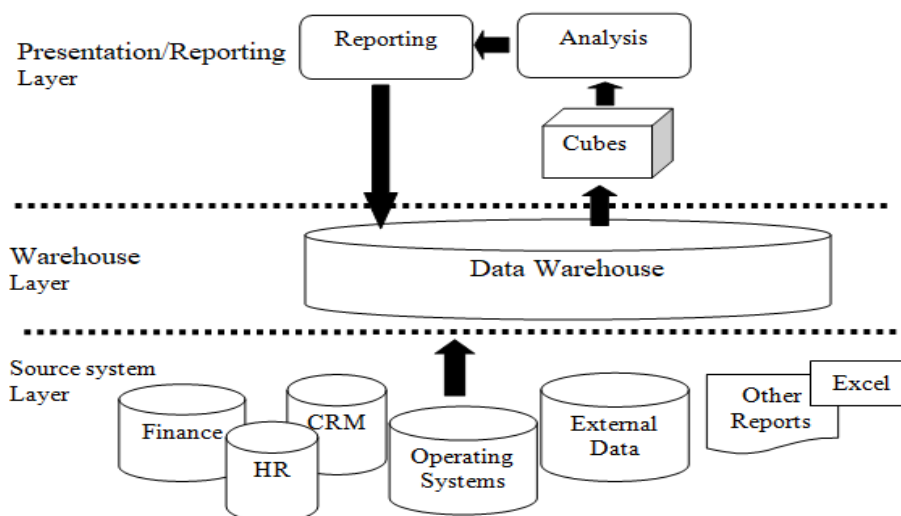 Presentation/Reporting
Layer
Reporting
Analysis
Cubes
Warehouse
Layer
Data Warehouse
Source system
Layer
Finance
HR
CRM
Operating
Systems
External
Data
Other
Reports
Excel